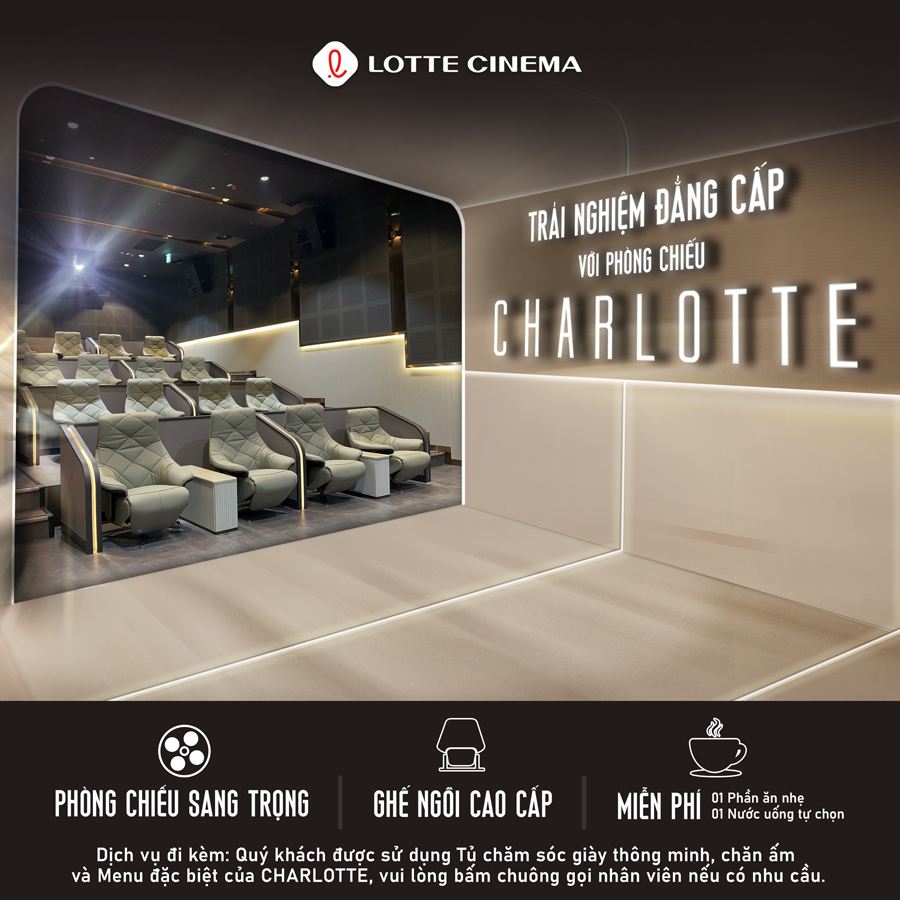 LOTTE CINEMA
TRẢI NGHIỆM ĐẲNG CẤP
VỚI PHÒNG CHIẾU
CHARLOTTE
PHÒNG CHIẾU SANG TRỌNG
GHẾ NGỒI CAO CẤP
MIỄN PHÍ
01 Phần ăn nhẹ
01 Nước uống tự chọn
Dịch vụ đi kèm: Quý khách được sử dụng Tủ chăm sóc giày thông minh, chăn ấm
và Menu đặc biệt của CHARLOTTE, vui lòng bấm chuông gọi nhân viên nếu có nhu cầu.